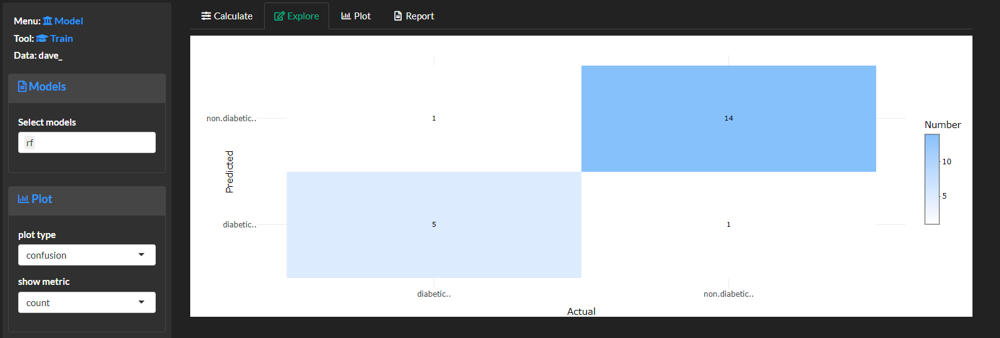 Menu: Model
Tool: Train
Data: dave_
Models
Select models
rf
Plot
plot type
confusion
show metric
count
Calculate
Explore
Plot
Report
non.diabetic..
1
14
Predicted
diabetic..
5
1
diabetic..
non.diabetic..
Actual
Number
10
5